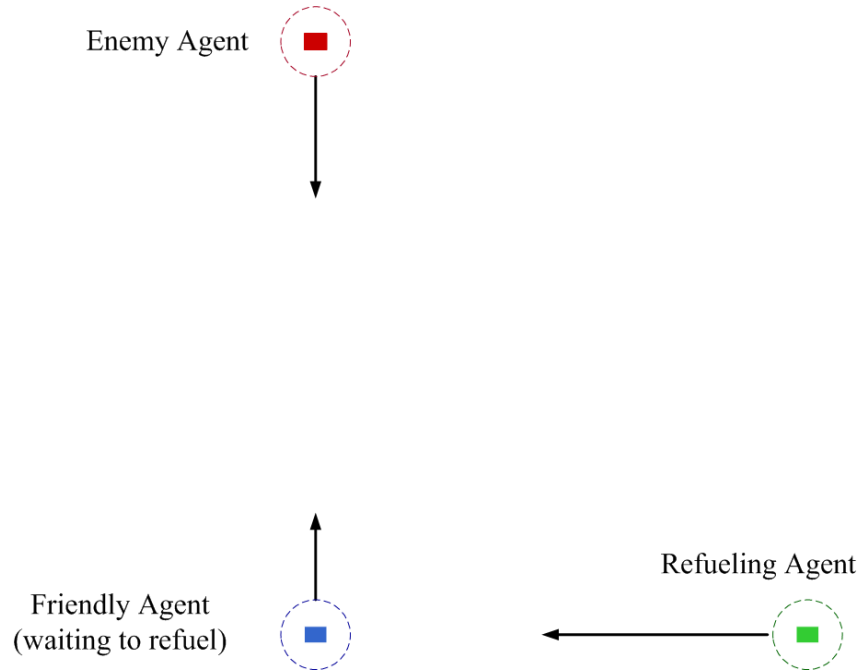 Enemy Agent
Refueling Agent
Friendly Agent
(waiting to refuel)